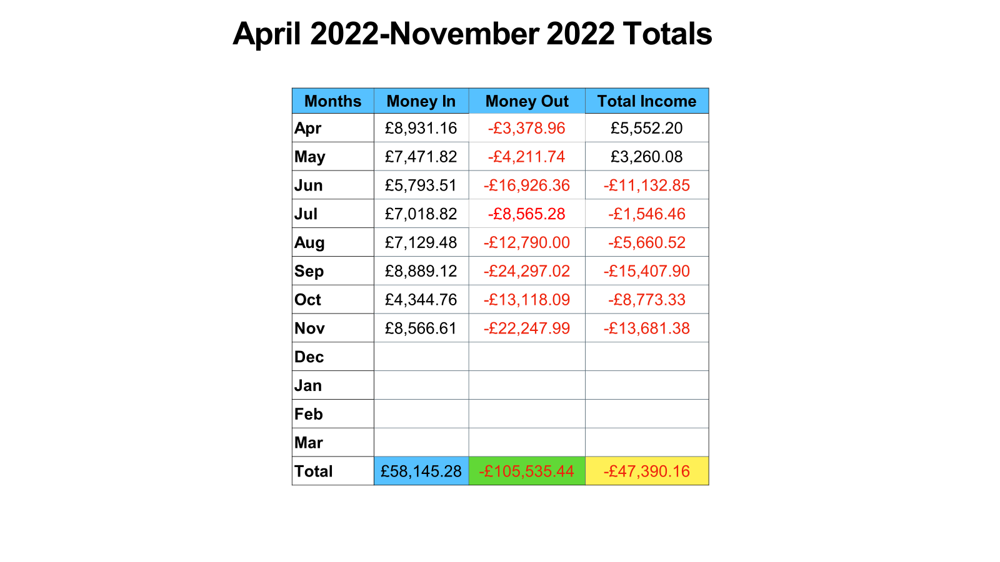 April 2022-November 2022 Totals
Months Money In Money Out Total Income
Apr £8,931.16 -£3,378.96 £5,552.20
May £7,471.82 -£4,211.74 £3,260.08
Jun £5,793.51 -£16,926.36 -£11,132.85
Jul £7,018.82 -£8,565.28 -£1,546.46
Aug £7,129.48 -£12,790.00 -£5,660.52
Sep £8,889.12 -£24,297.02 -£15,407.90
Oct £4,344.76 -£13,118.09 -£8,773.33
Nov £8,566.61 -£22,247.99 -£13,681.38
Dec
Jan
Feb
Mar
Total £58,145.28 -£105,535.44 -£47,390.16